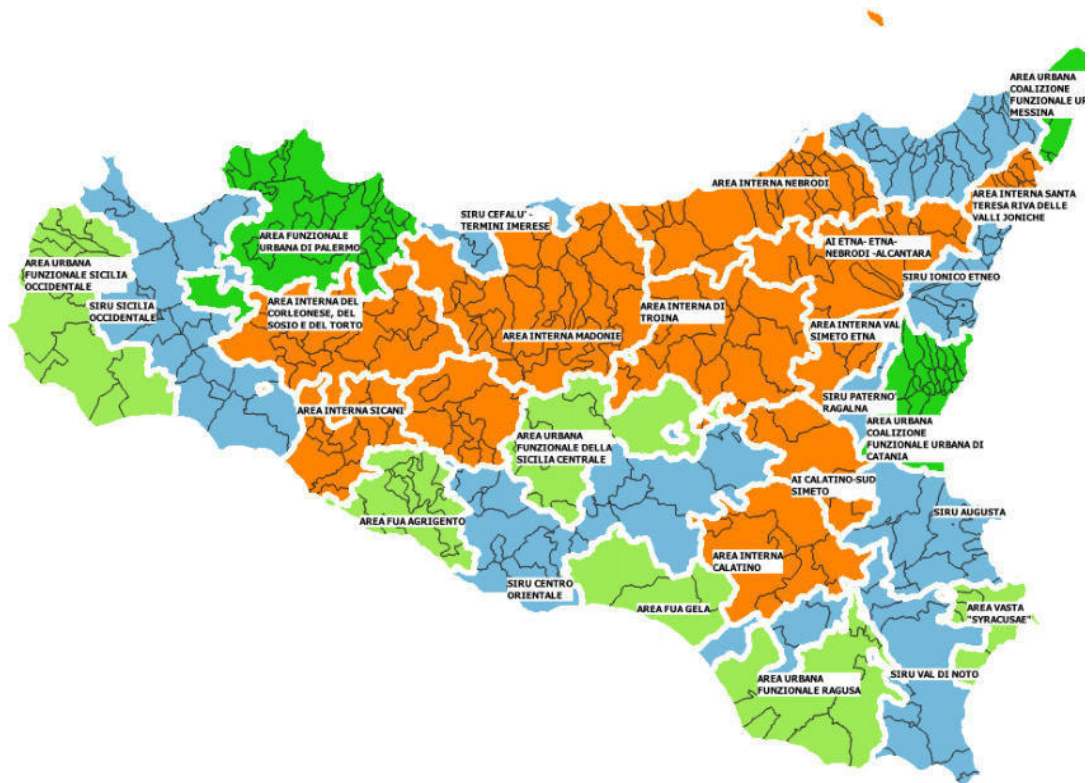 AREA URBANA
COALIZIONE
FUNZIONALE UR
MESSINA
AREA INTERNA NEBRODI
AREA INTERNA SANTA
TERESA RIVA DELLE
VALLI JONICHE
SIRU CEFALU' -
TERMINI IMERESE
AREA FUNZIONALE
URBANA DI PALERMO
AI ETNA- ETNA-
NEBRODI -ALCANTARA
AREA URBANA
FUNZIONALE SICILIA
OCCIDENTALE
SIRU IONICO ETNEO
SIRU SICILIA
OCCIDENTALE
AREA INTERNA DEL
CORLEONESE, DEL
SOSIO E DEL TORTO
AREA INTERNA DI
TROINA
AREA INTERNA MADONIE
AREA INTERNA VAL
SIMETO ETNA
SIRU PATERNO'
RAGALNA
AREA INTERNA SICANI
AREA URBANA
COALIZIONE
FUNZIONALE URBANA DI
CATANIA
AREA URBANA
FUNZIONALE DELLA
SICILIA CENTRALE
AI CALATINO-SUD
SIMETO
SIRU AUGUSTA
AREA FUA AGRIGENTO
AREA INTERNA
CALATINO
SIRU CENTRO
ORIENTALE
AREA FUA GELA
AREA VASTA
"SYRACUSAE"
AREA URBANA
FUNZIONALE RAGUSA
SIRU VAL DI NOTO